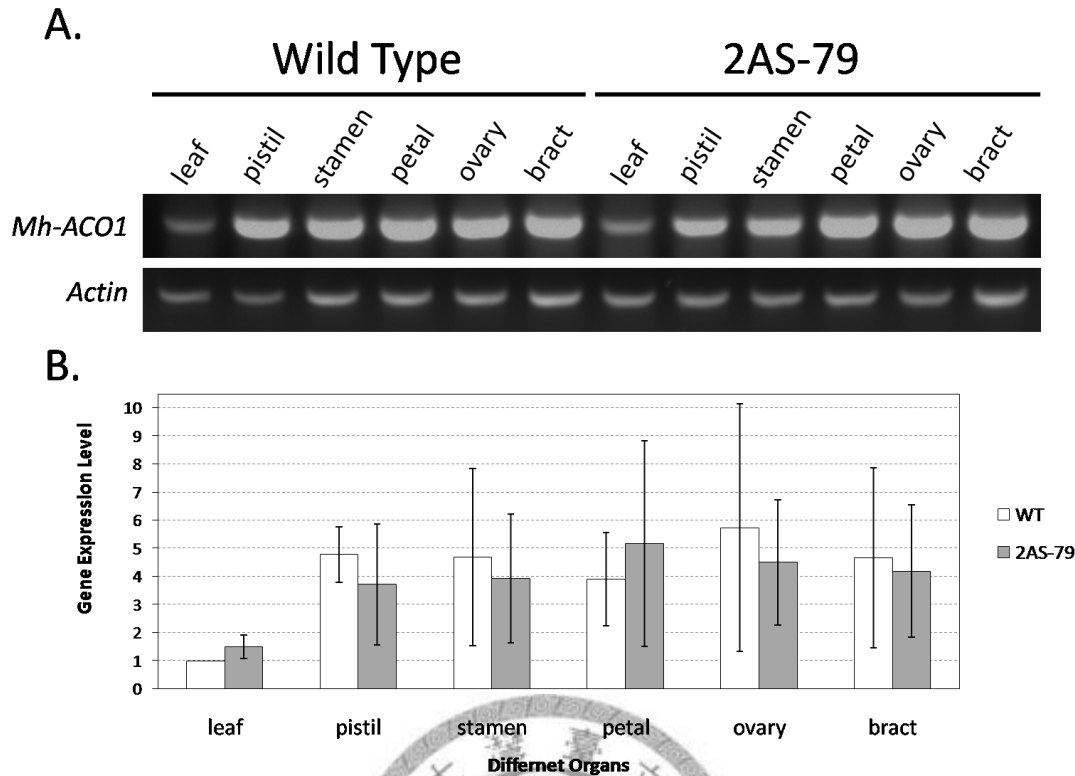 A.
Wild Type 2AS-79
leaf pistil stamen petal ovary bract leaf pistil stamen petal ovary bract
Mh-ACO1
Actin
B.
Gene Expression Level
10
9
8
7
6
5
4
3
2
1
0
WT
2AS-79
leaf pistil stamen petal ovary bract
Differnet Organs